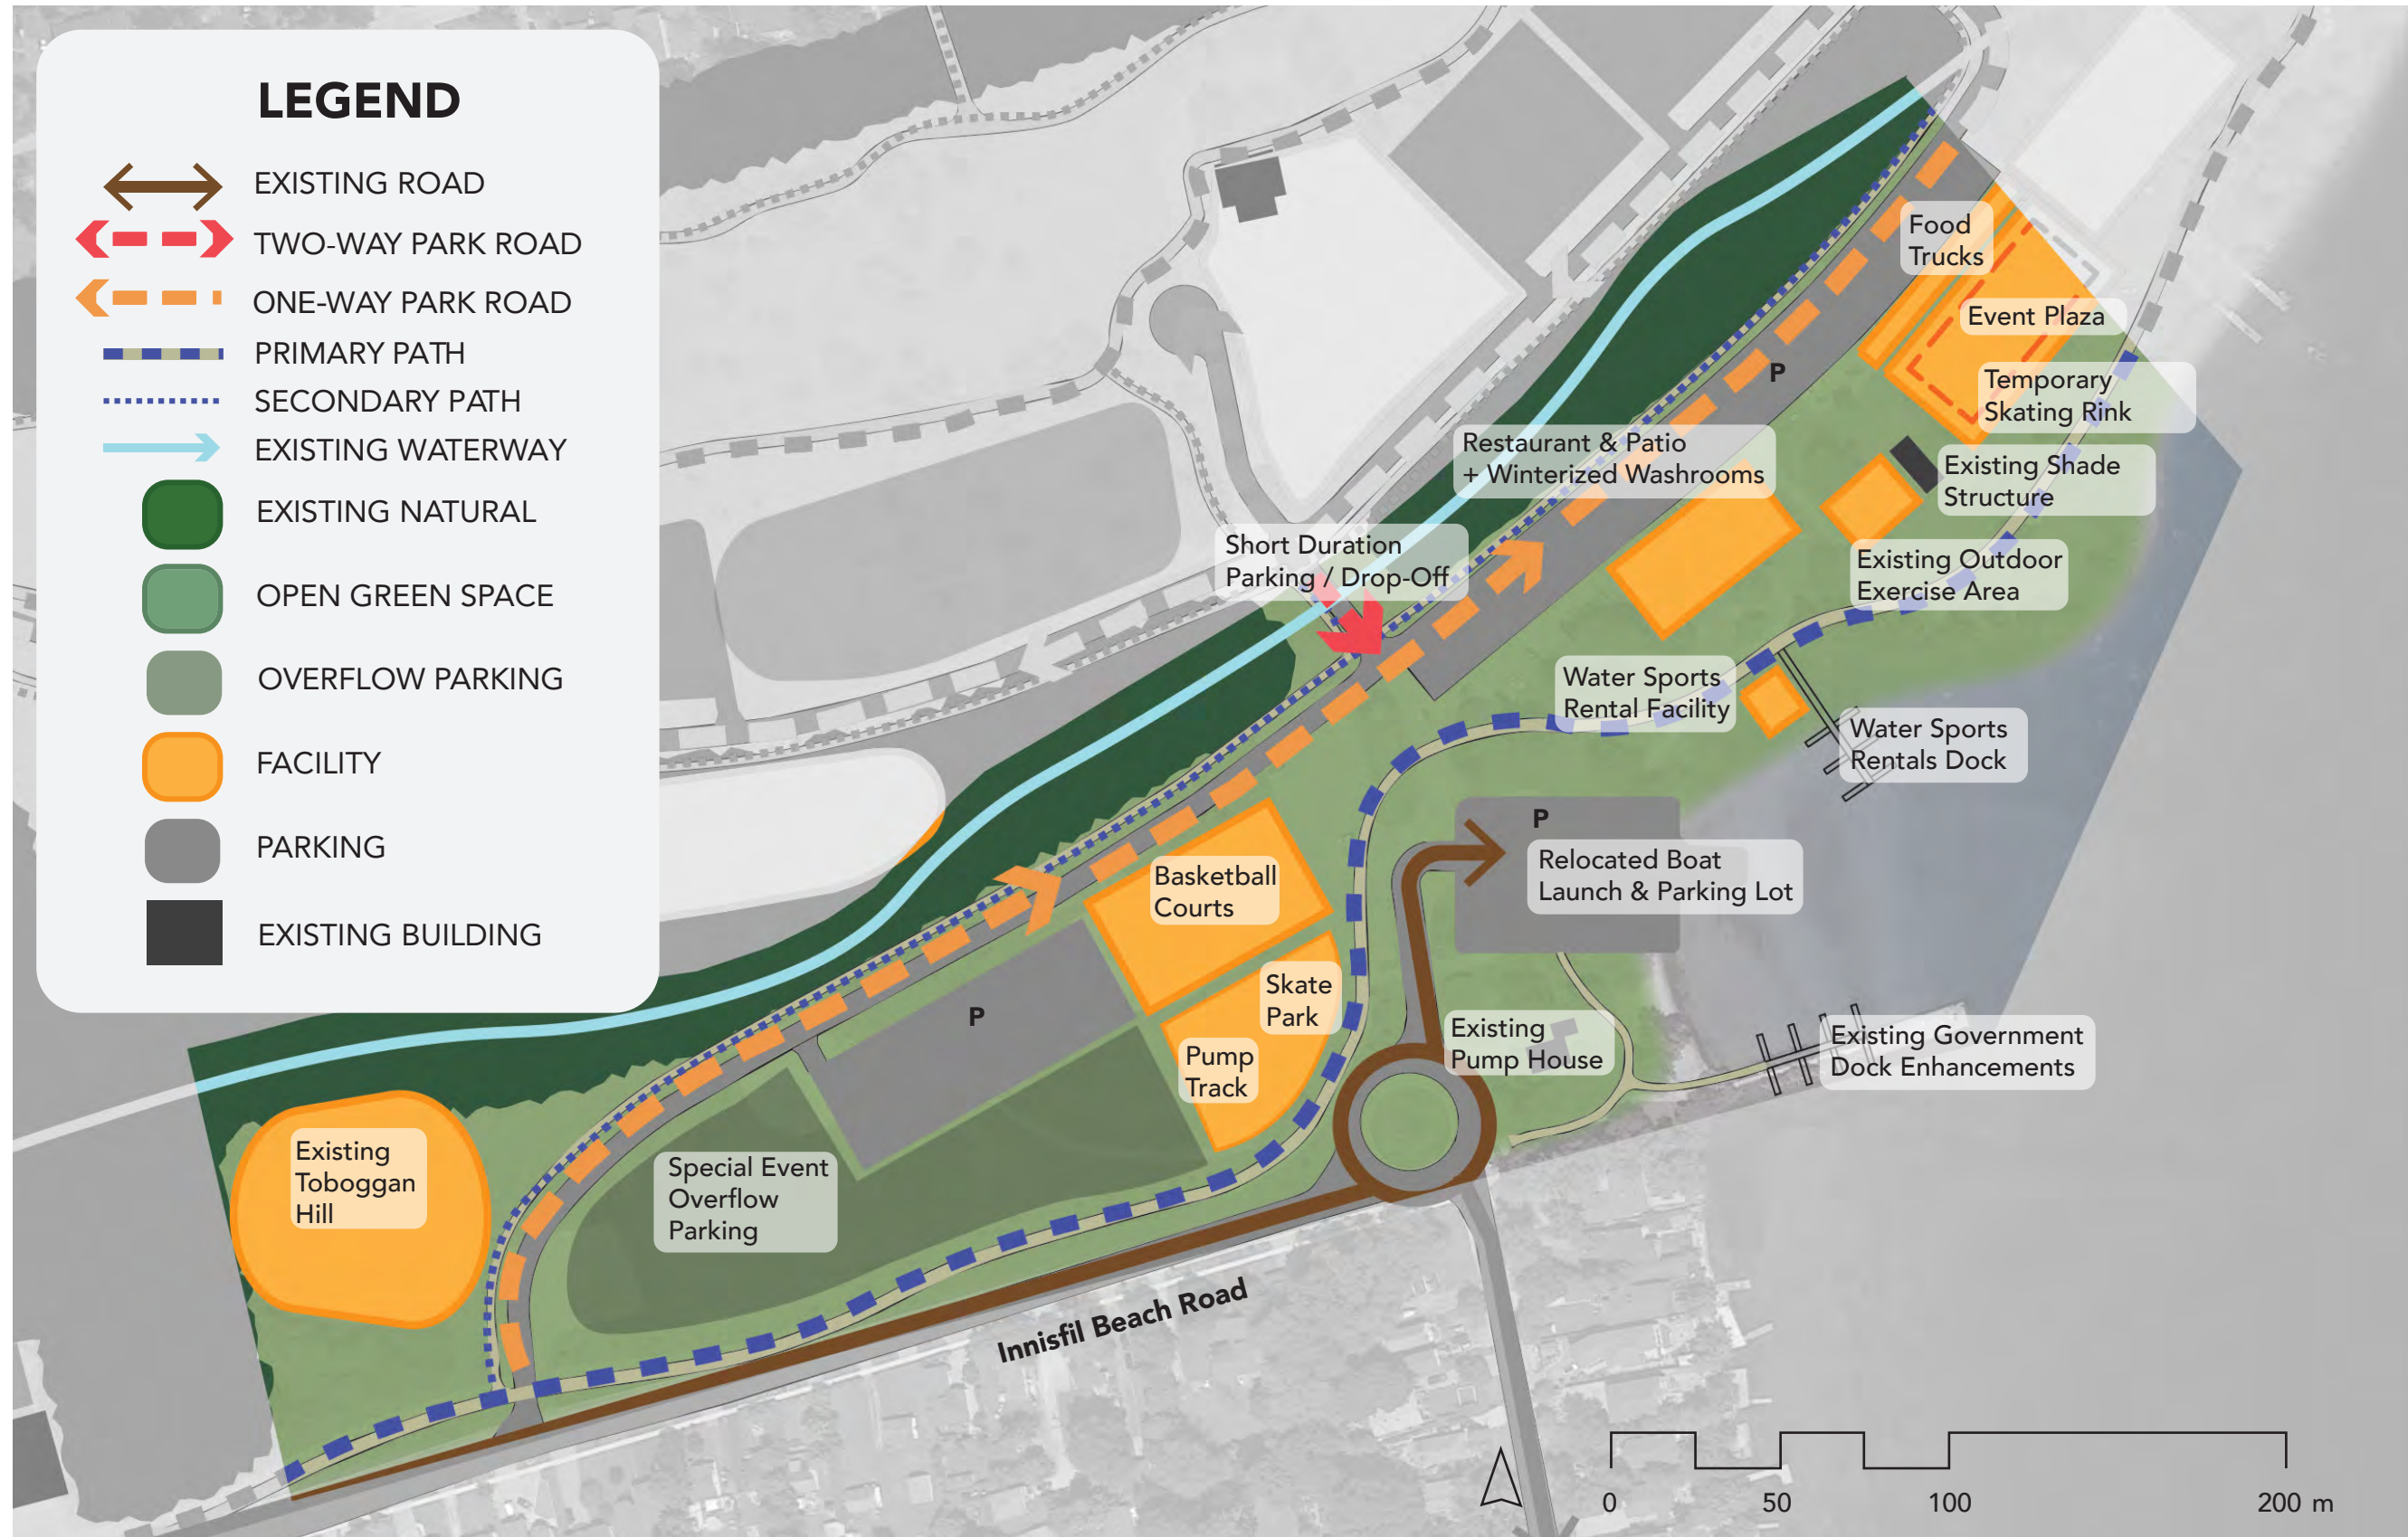 LEGEND
EXISTING ROAD
TWO-WAY PARK ROAD
ONE-WAY PARK ROAD
PRIMARY PATH
SECONDARY PATH
EXISTING WATERWAY
EXISTING NATURAL
OPEN GREEN SPACE
OVERFLOW PARKING
FACILITY
PARKING
EXISTING BUILDING
Food
Trucks
Event Plaza
P
Temporary
Skating Rink
Restaurant & Patio
+ Winterized Washrooms
Existing Shade
Structure
Short Duration
Parking / Drop-Off
Existing Outdoor
Exercise Area
Water Sports
Rental Facility
Water Sports
Rentals Dock
P
Relocated Boat
Launch & Parking Lot
Basketball
Courts
Skate
Park
P
Pump
Track
Existing
Pump House
Existing Government
Dock Enhancements
Existing
Toboggan
Hill
Special Event
Overflow
Parking
Innisfil Beach Road
0 50 100 200 m